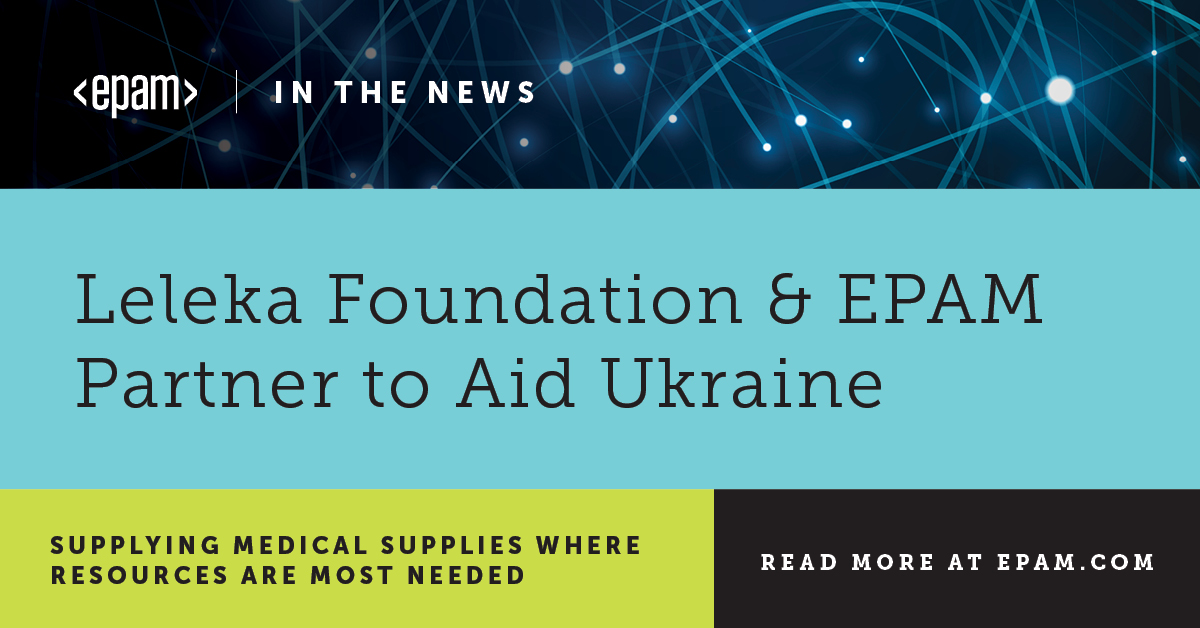 <epam>
IN THE NEWS
Leleka Foundation & EPAM
Partner to Aid Ukraine
SUPPLYING MEDICAL SUPPLIES WHERE
RESOURCES ARE MOST NEEDED
READ MORE AT EPAM.COM